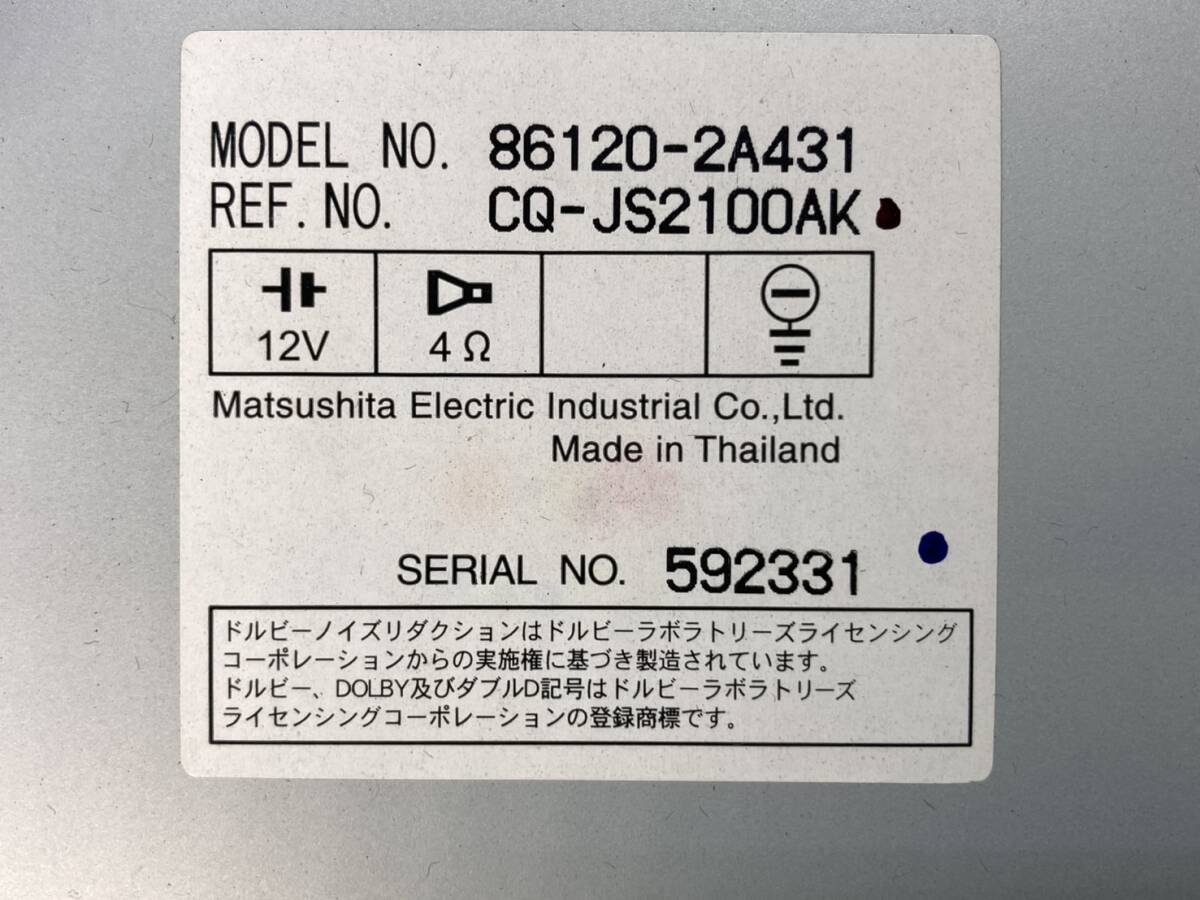 MODEL NO. 86120-2A431
REF. NO. CQ-JS2100AK
12V
4 Ω
Matsushita Electric Industrial Co.,Ltd.
Made in Thailand
SERIAL NO. 592331
ドルビーノイズリダクションはドルビーラボラトリーズライセンシング
コーポレーションからの実施権に基づき製造されています。
ドルビー、DOLBY及びダブルD記号はドルビーラボラトリーズ
ライセンシングコーポレーションの登録商標です。